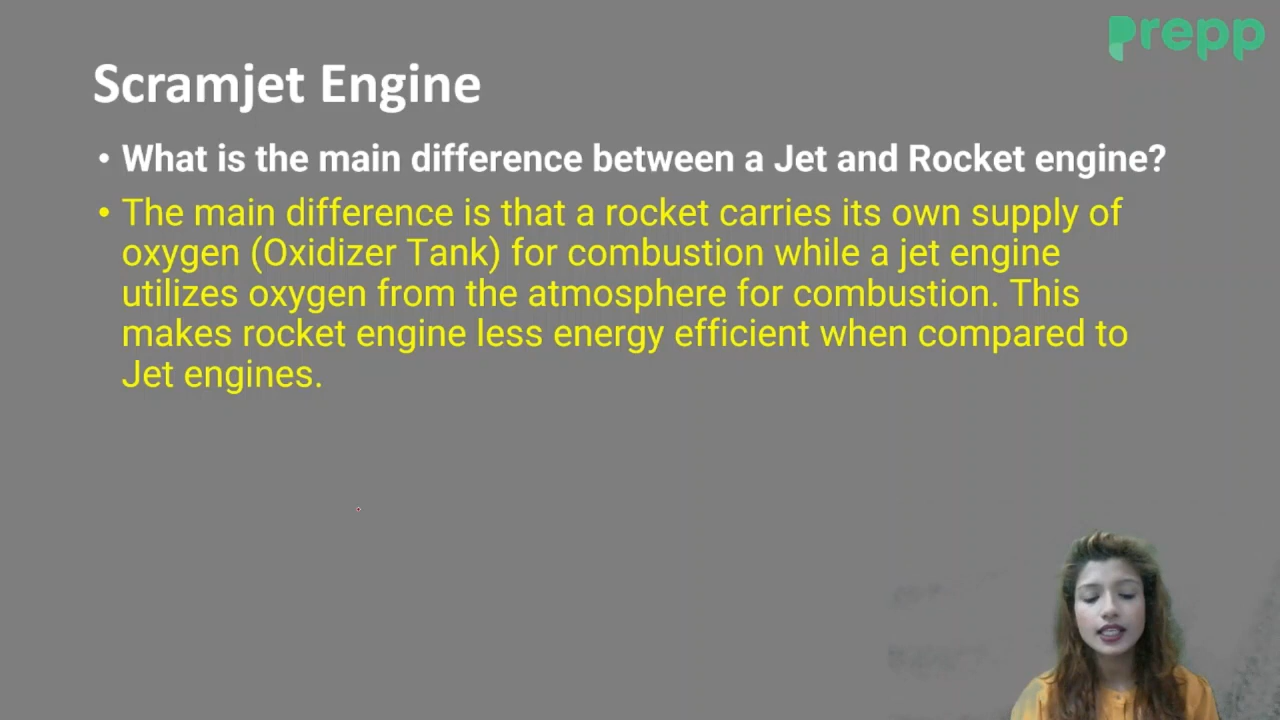 prepp
Scramjet Engine
• What is the main difference between a Jet and Rocket engine?
• The main difference is that a rocket carries its own supply of
oxygen (Oxidizer Tank) for combustion while a jet engine
utilizes oxygen from the atmosphere for combustion. This
makes rocket engine less energy efficient when compared to
Jet engines.